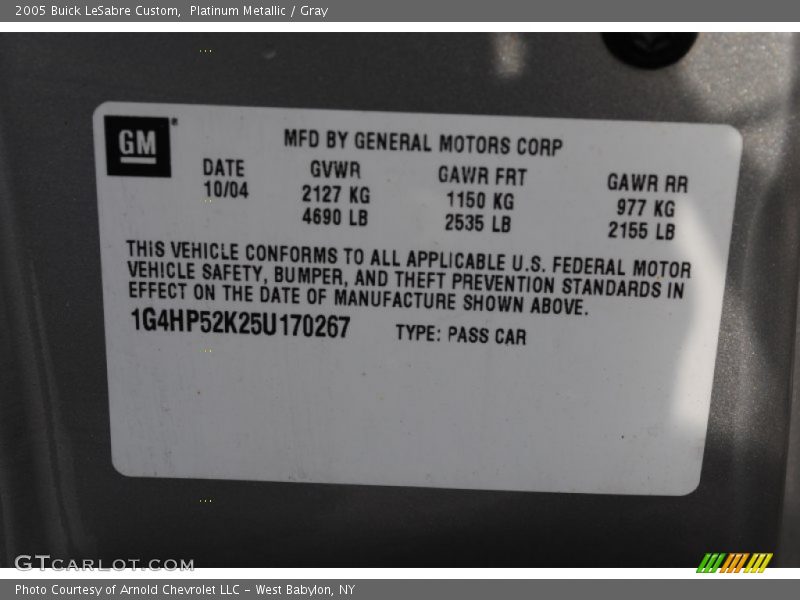 2005 Buick LeSabre Custom, Platinum Metallic / Gray
GM®
MFD BY GENERAL MOTORS CORP
DATE GVWR GAWR FRT GAWR RR
10/04 2127 KG 1150 KG 977 KG
4690 LB 2535 LB 2155 LB
THIS VEHICLE CONFORMS TO ALL APPLICABLE U.S. FEDERAL MOTOR
VEHICLE SAFETY, BUMPER, AND THEFT PREVENTION STANDARDS IN
EFFECT ON THE DATE OF MANUFACTURE SHOWN ABOVE.
1G4HP52K25U170267 TYPE: PASS CAR
GTCARLOT.COM
Photo Courtesy of Arnold Chevrolet LLC - West Babylon, NY